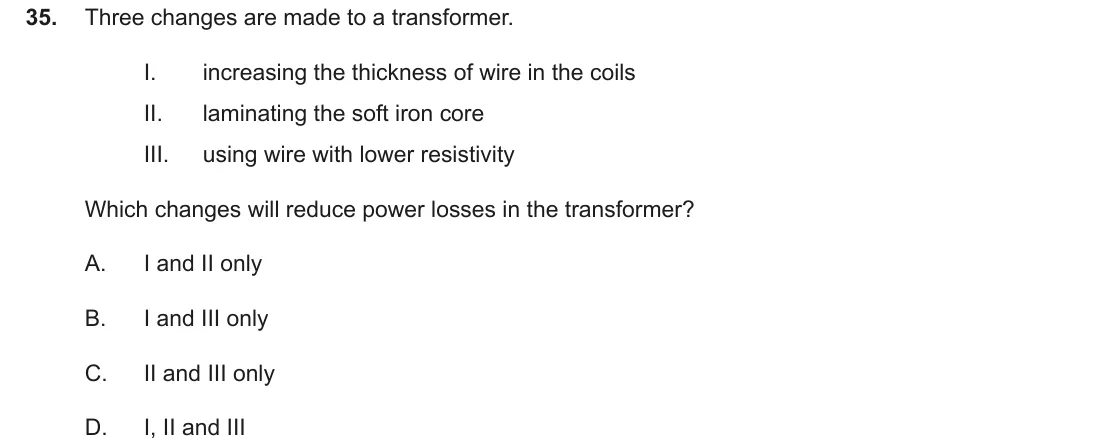 35. Three changes are made to a transformer.
I. increasing the thickness of wire in the coils
II. laminating the soft iron core
III. using wire with lower resistivity
Which changes will reduce power losses in the transformer?
A. I and II only
B. I and III only
C. II and III only
D. I, II and III